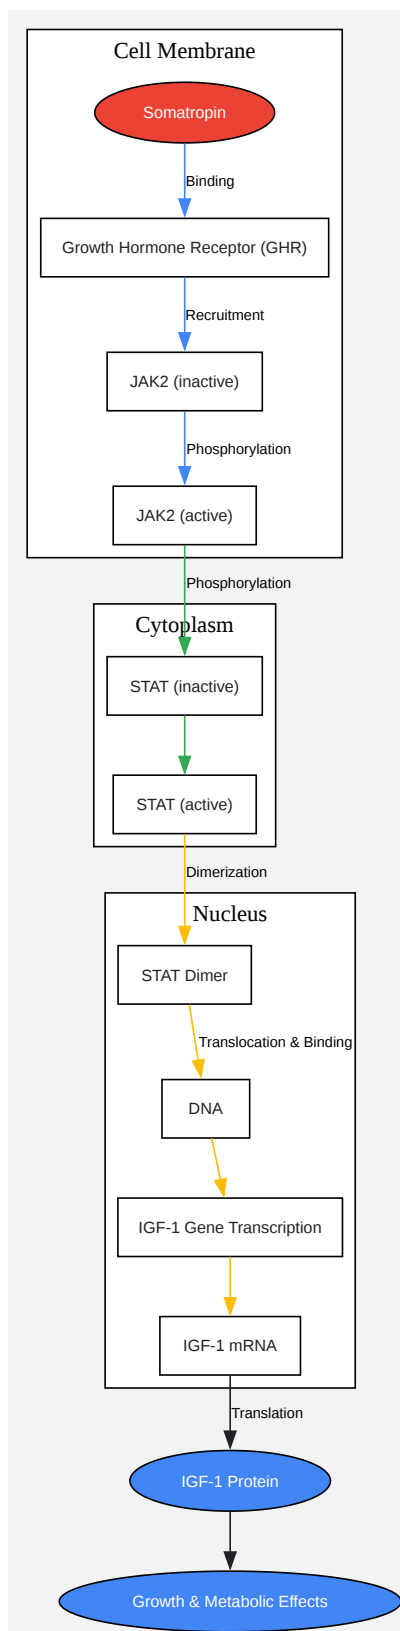 Cell Membrane
Somatropin
Binding
Growth Hormone Receptor (GHR)
Recruitment
JAK2 (inactive)
Phosphorylation
JAK2 (active)
Phosphorylation
Cytoplasm
STAT (inactive)
STAT (active)
Dimerization
Nucleus
STAT Dimer
Translocation & Binding
DNA
IGF-1 Gene Transcription
IGF-1 mRNA
Translation
IGF-1 Protein
Growth & Metabolic Effects